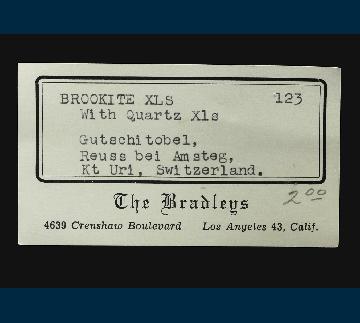 BROOKITE XLS 123
With Quartz Xls
Gutschitobel,
Reuss bei Amsteg,
Kt Uri, Switzerland.
2.00
The Bradleys
4639 Crenshaw Boulevard Los Angeles 43, Calif.